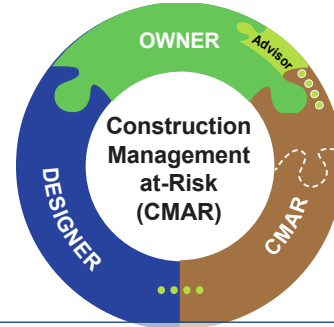 OWNER
Advisor
Construction
Management
at-Risk
(CMAR)
DESIGNER
CMAR